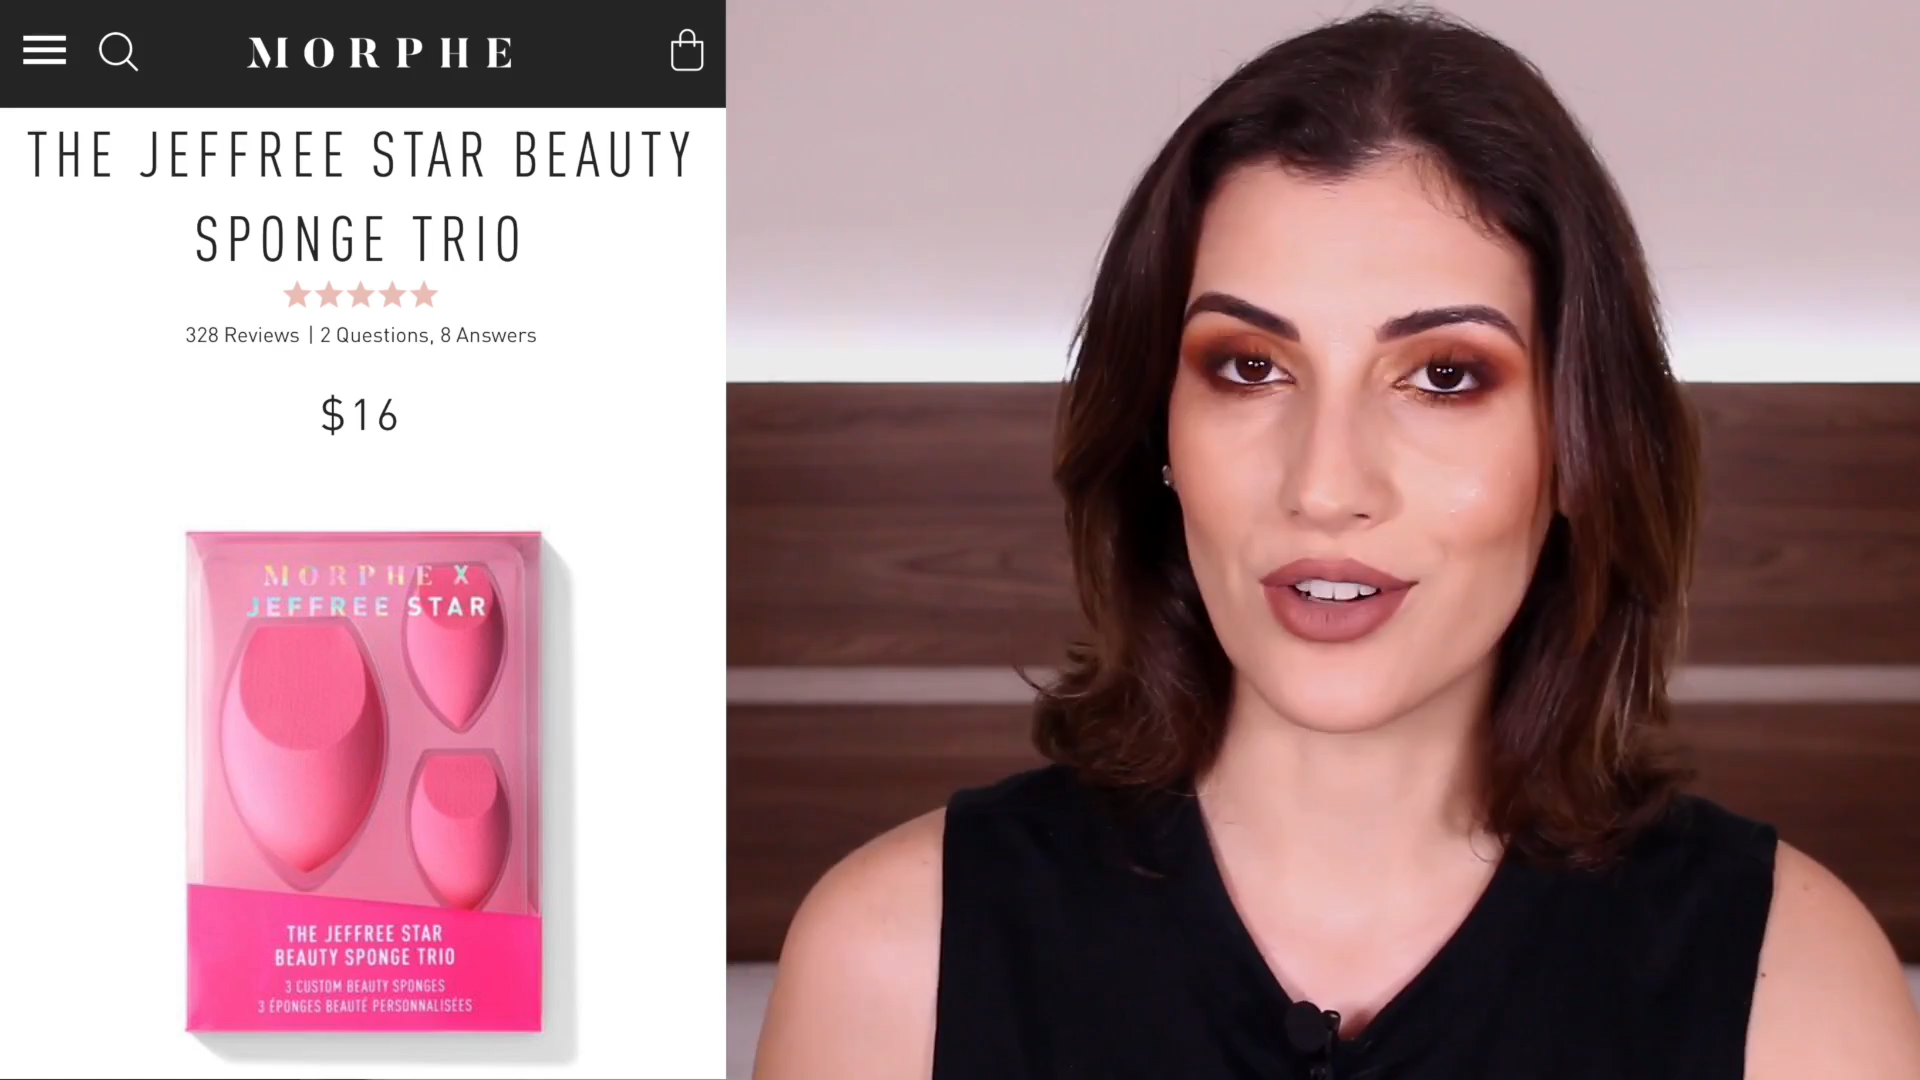 MORPHE
THE JEFFREE STAR BEAUTY
SPONGE TRIO
328 Reviews | 2 Questions, 8 Answers
$16
MORPHE X
JEFFREE STAR
THE JEFFREE STAR
BEAUTY SPONGE TRIO
3 CUSTOM BEAUTY SPONGES
3 ÉPONGES BEAUTÉ PERSONNALISÉES